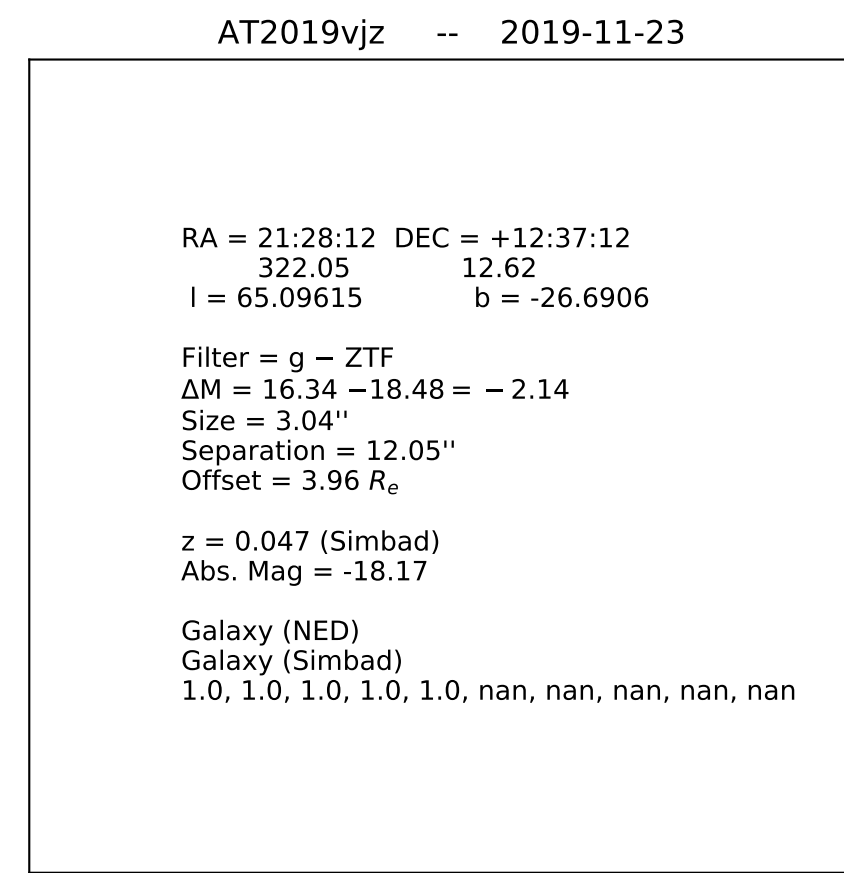 AT2019vjz -- 2019-11-23
RA = 21:28:12 DEC = +12:37:12
322.05 12.62
l = 65.09615 b = -26.6906
Filter = g − ZTF
ΔM = 16.34 −18.48 = − 2.14
Size = 3.04''
Separation = 12.05''
Offset = 3.96 Rₑ
z = 0.047 (Simbad)
Abs. Mag = -18.17
Galaxy (NED)
Galaxy (Simbad)
1.0, 1.0, 1.0, 1.0, 1.0, nan, nan, nan, nan, nan